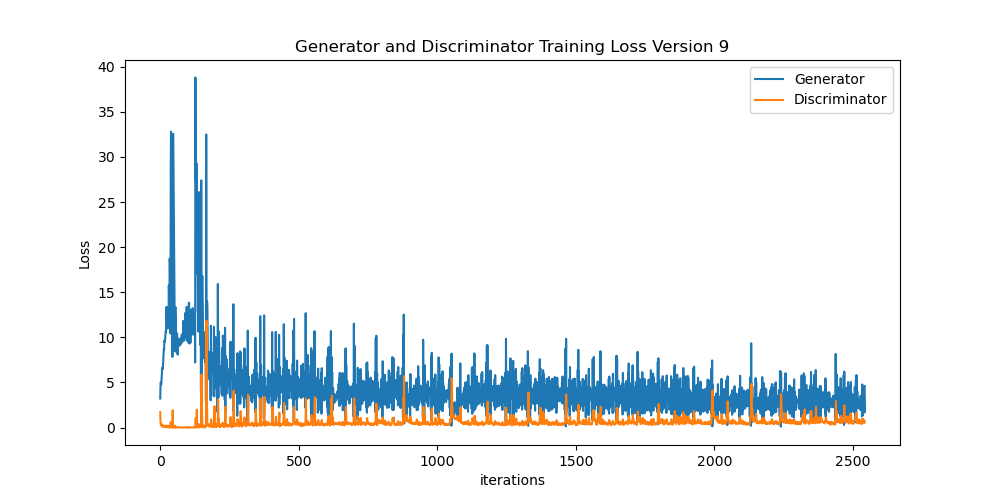 Generator and Discriminator Training Loss Version 9
Generator
Discriminator
Loss
40
35
30
25
20
15
10
5
0
0 500 1000 1500 2000 2500
iterations